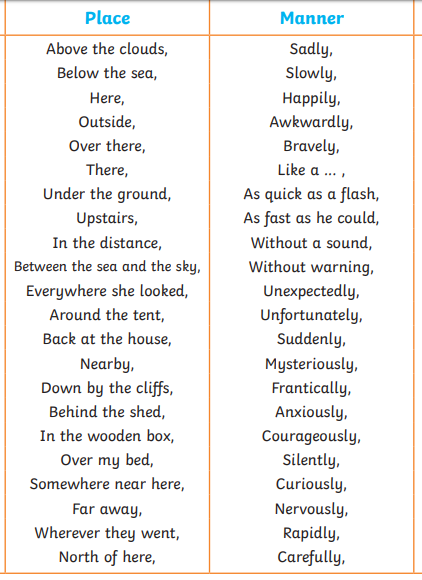 Place Manner
Above the clouds, Sadly,
Below the sea, Slowly,
Here, Happily,
Outside, Awkwardly,
Over there, Bravely,
There, Like a ... ,
Under the ground, As quick as a flash,
Upstairs, As fast as he could,
In the distance, Without a sound,
Between the sea and the sky, Without warning,
Everywhere she looked, Unexpectedly,
Around the tent, Unfortunately,
Back at the house, Suddenly,
Nearby, Mysteriously,
Down by the cliffs, Frantically,
Behind the shed, Anxiously,
In the wooden box, Courageously,
Over my bed, Silently,
Somewhere near here, Curiously,
Far away, Nervously,
Wherever they went, Rapidly,
North of here, Carefully,